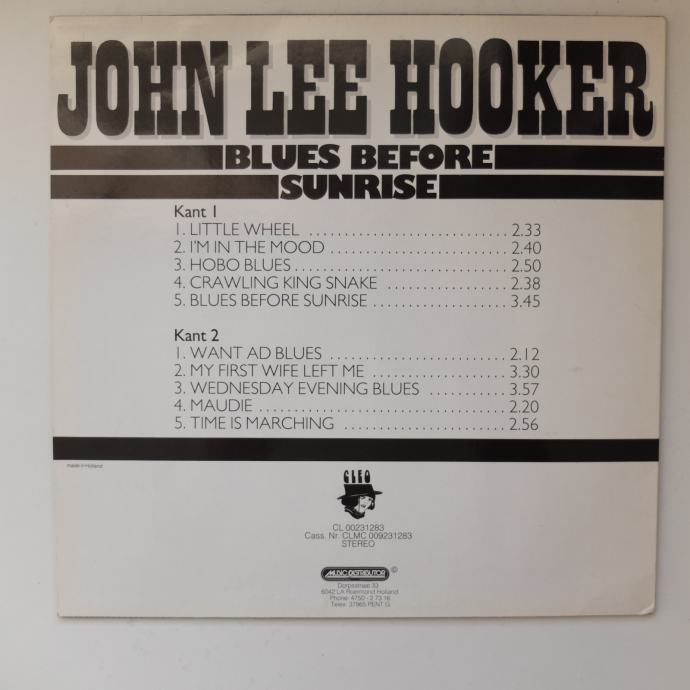 JOHN LEE HOOKER
BLUES BEFORE
SUNRISE
Kant 1
1. LITTLE WHEEL ............................ 2.33
2. I'M IN THE MOOD ......................... 2.40
3. HOBO BLUES .............................. 2.50
4. CRAWLING KING SNAKE ................... 2.38
5. BLUES BEFORE SUNRISE ................... 3.45
Kant 2
1. WANT AD BLUES ......................... 2.12
2. MY FIRST WIFE LEFT ME ................... 3.30
3. WEDNESDAY EVENING BLUES ........... 3.57
4. MAUDIE .................................. 2.20
5. TIME IS MARCHING ....................... 2.56
made in Holland
CLEO
CL 00231283
Cass. Nr. CLMC 009231283
STEREO
MUSIC DISTRIBUTOR ©
Dorpsstraat 33
6042 LA Roermond Holland
Phone: 4750 - 2 73 16
Telex: 37865 PENT G.